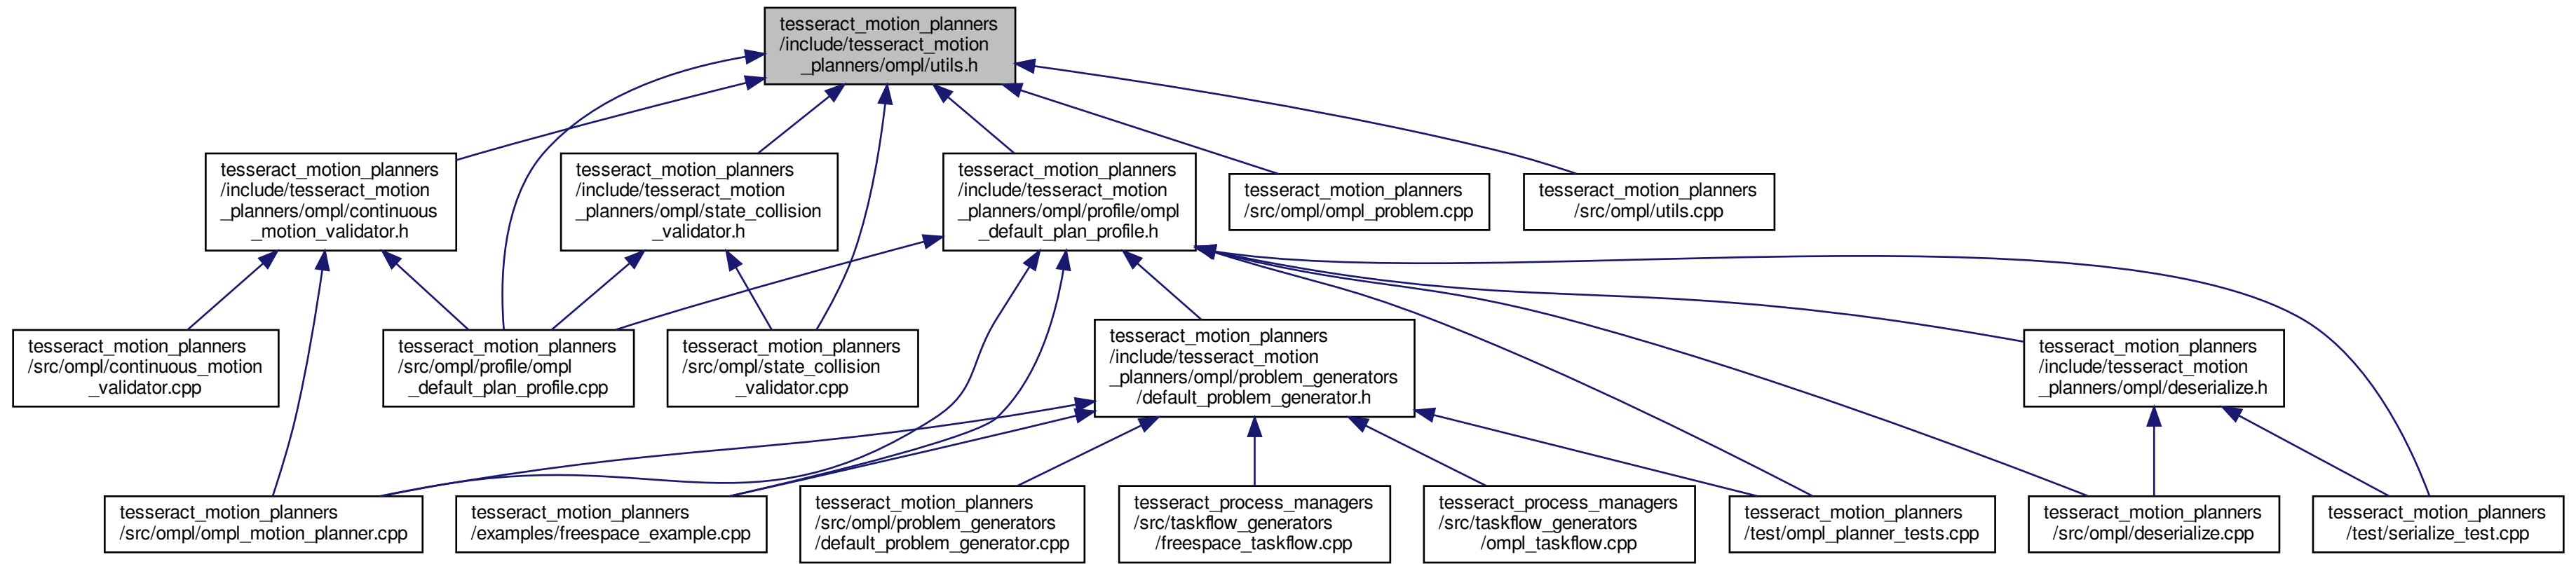 tesseract_motion_planners
/include/tesseract_motion
_planners/ompl/utils.h
tesseract_motion_planners
/include/tesseract_motion
_planners/ompl/continuous
_motion_validator.h
tesseract_motion_planners
/include/tesseract_motion
_planners/ompl/state_collision
_validator.h
tesseract_motion_planners
/include/tesseract_motion
_planners/ompl/profile/ompl
_default_plan_profile.h
tesseract_motion_planners
/src/ompl/ompl_problem.cpp
tesseract_motion_planners
/src/ompl/utils.cpp
tesseract_motion_planners
/src/ompl/continuous_motion
_validator.cpp
tesseract_motion_planners
/src/ompl/profile/ompl
_default_plan_profile.cpp
tesseract_motion_planners
/src/ompl/state_collision
_validator.cpp
tesseract_motion_planners
/include/tesseract_motion
_planners/ompl/problem_generators
/default_problem_generator.h
tesseract_motion_planners
/include/tesseract_motion
_planners/ompl/deserialize.h
tesseract_motion_planners
/src/ompl/ompl_motion_planner.cpp
tesseract_motion_planners
/examples/freespace_example.cpp
tesseract_motion_planners
/src/ompl/problem_generators
/default_problem_generator.cpp
tesseract_process_managers
/src/taskflow_generators
/freespace_taskflow.cpp
tesseract_process_managers
/src/taskflow_generators
/ompl_taskflow.cpp
tesseract_motion_planners
/test/ompl_planner_tests.cpp
tesseract_motion_planners
/src/ompl/deserialize.cpp
tesseract_motion_planners
/test/serialize_test.cpp